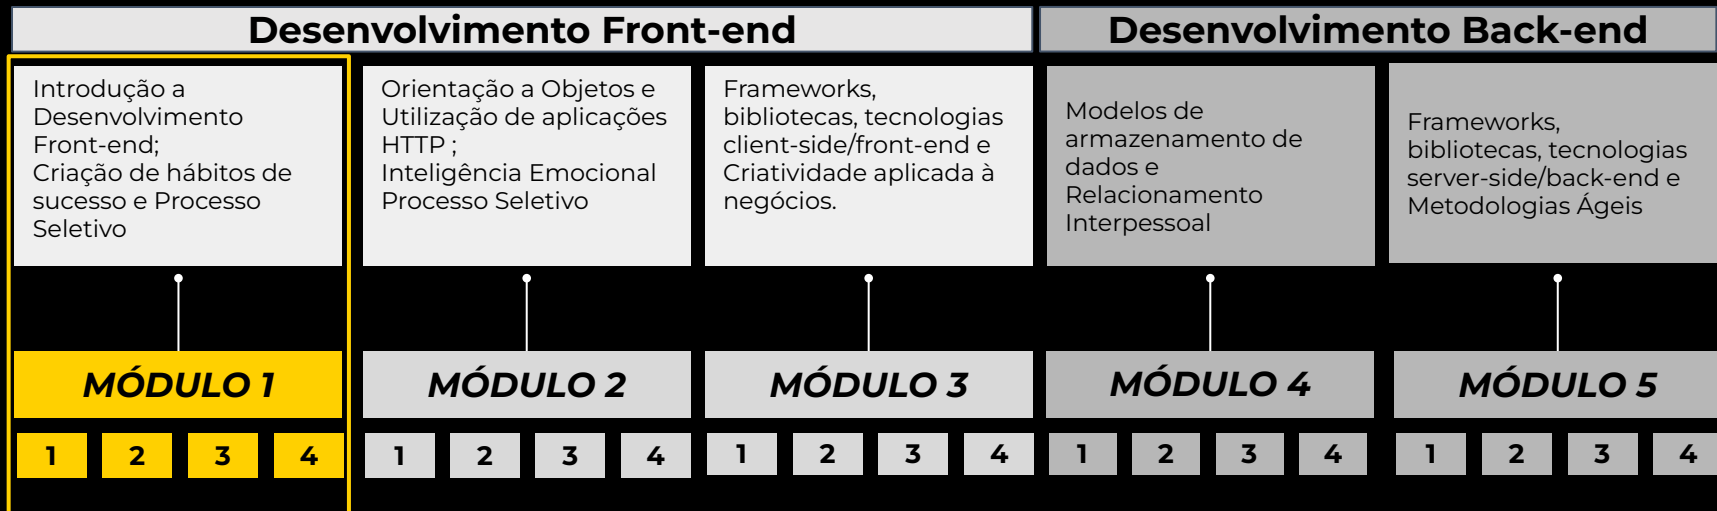 Desenvolvimento Front-end
Desenvolvimento Back-end
Introdução a
Desenvolvimento
Front-end;
Criação de hábitos de
sucesso e Processo
Seletivo
Orientação a Objetos e
Utilização de aplicações
HTTP ;
Inteligência Emocional
Processo Seletivo
Frameworks,
bibliotecas, tecnologias
client-side/front-end e
Criatividade aplicada à
negócios.
Modelos de
armazenamento de
dados e
Relacionamento
Interpessoal
Frameworks,
bibliotecas, tecnologias
server-side/back-end e
Metodologias Ágeis
MÓDULO 1
MÓDULO 2
MÓDULO 3
MÓDULO 4
MÓDULO 5
1 2 3 4
1 2 3 4
1 2 3 4
1 2 3 4
1 2 3 4